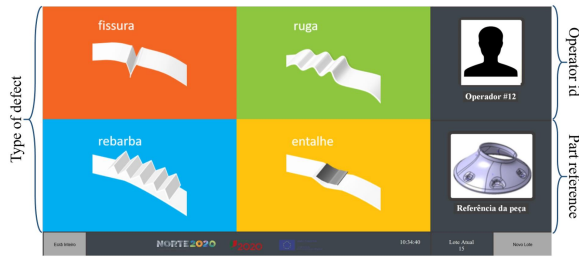 Type of defect
fissura
ruga
rebarba
entalhe
Operador #12
Referência da peça
Operator id
Part reference
NORTE2020
10:34:40
Lote Atual
15
Novo Lote